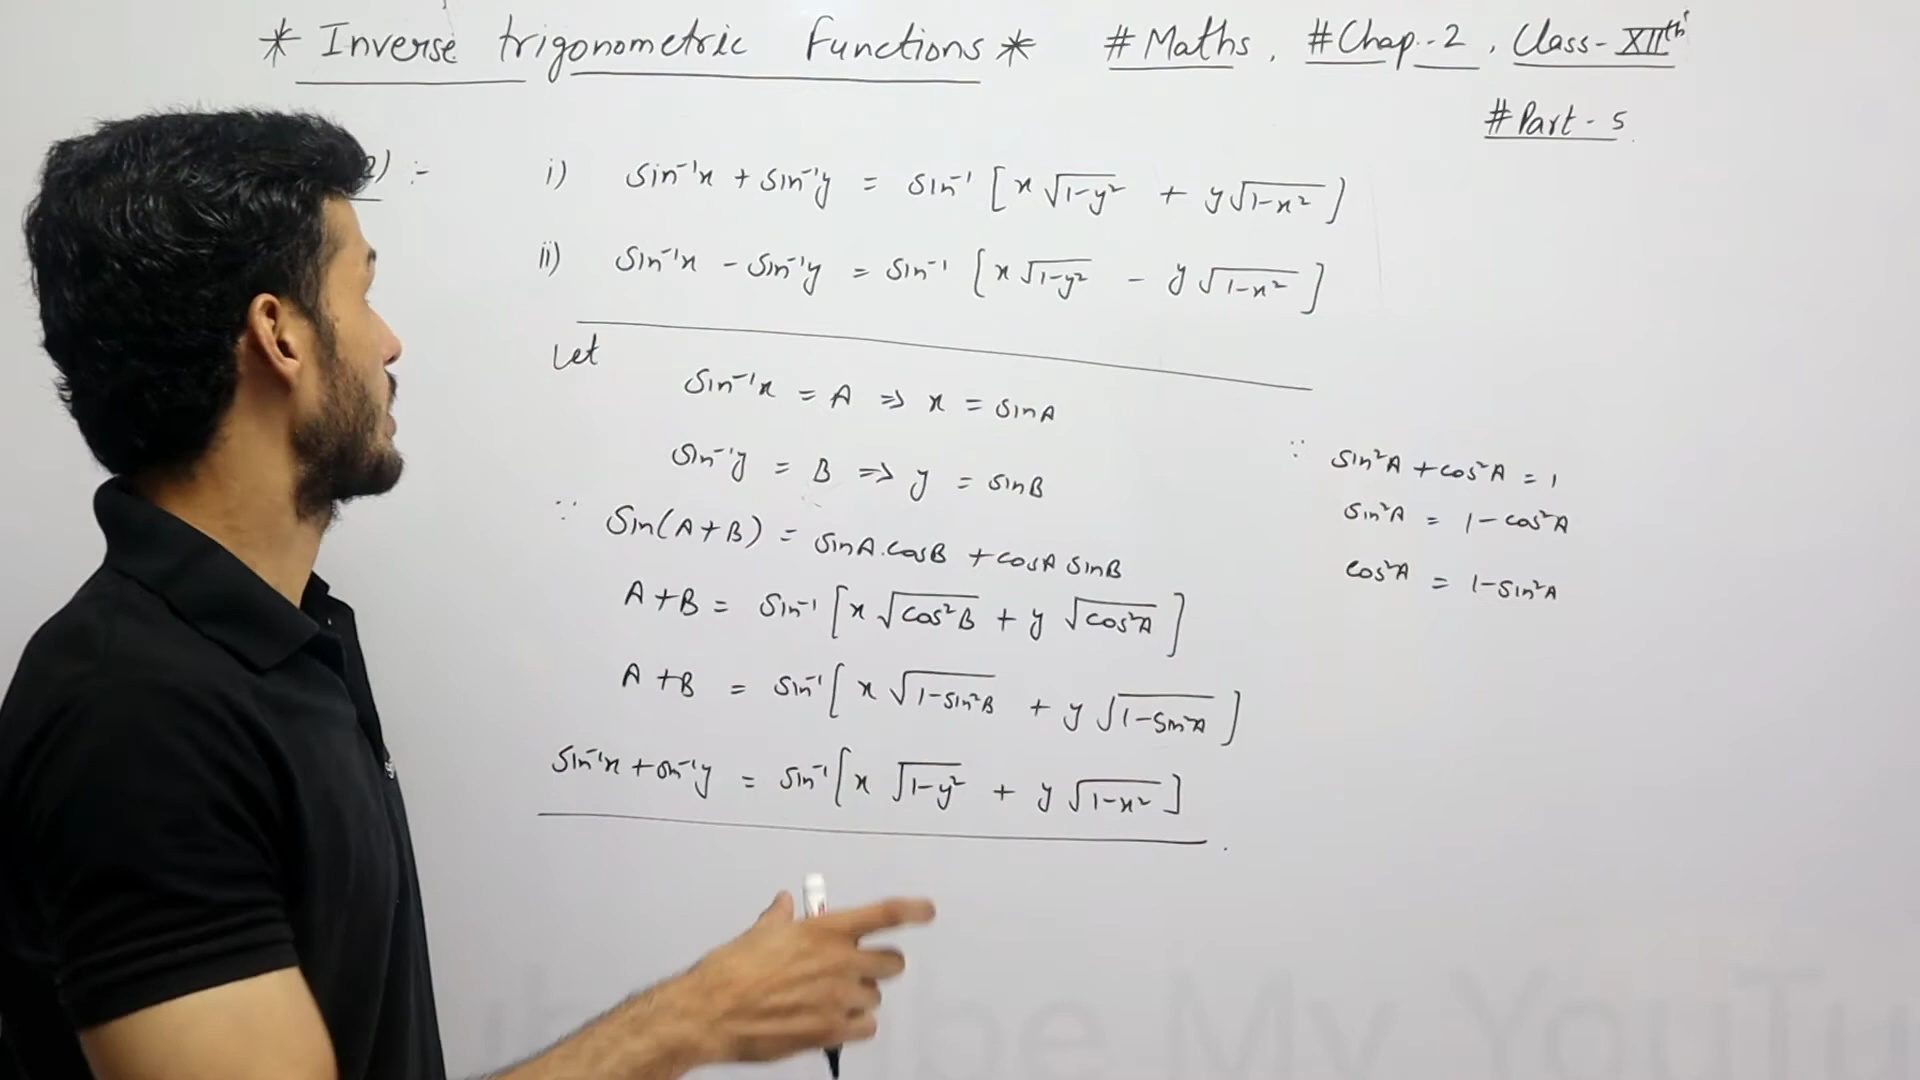 * Inverse trigonometric Functions * # Maths, # Chap.-2, Class-XIIth
# Part-5
2) :- i) sin⁻¹x + sin⁻¹y = sin⁻¹ [x √1-y² + y √1-x²]
ii) sin⁻¹x - sin⁻¹y = sin⁻¹ [x √1-y² - y √1-x²]
Let
sin⁻¹x = A ⇒ x = sinA
sin⁻¹y = B ⇒ y = sinB
∵ sin(A+B) = sinA.cosB + cosA sinB
A+B = sin⁻¹ [x √cos²B + y √cos²A]
A+B = sin⁻¹ [x √1-sin²B + y √1-sin²A]
sin⁻¹x + sin⁻¹y = sin⁻¹ [x √1-y² + y √1-x²]
∵ sin²A + cos²A = 1
sin²A = 1 - cos²A
cos²A = 1 - sin²A
be My YouTu